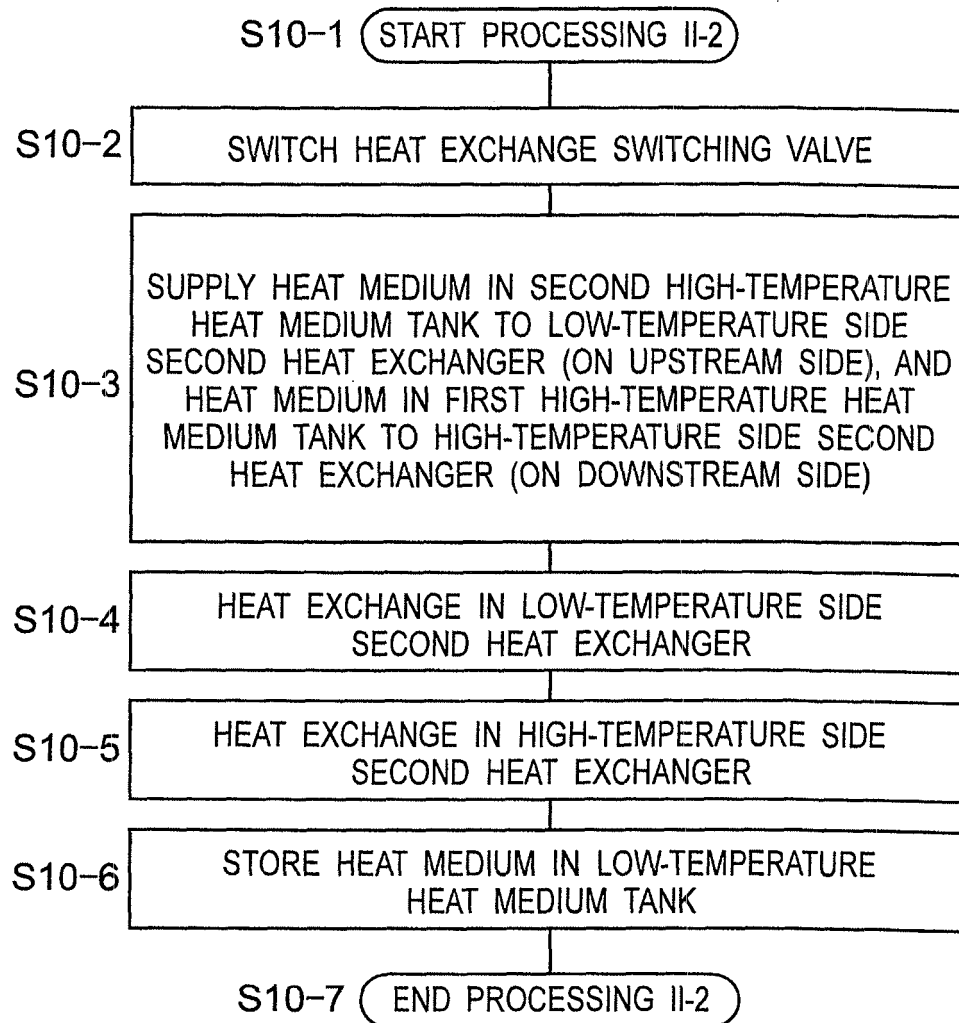 S10-1 START PROCESSING II-2
S10-2 SWITCH HEAT EXCHANGE SWITCHING VALVE
SUPPLY HEAT MEDIUM IN SECOND HIGH-TEMPERATURE
HEAT MEDIUM TANK TO LOW-TEMPERATURE SIDE
SECOND HEAT EXCHANGER (ON UPSTREAM SIDE), AND
S10-3 HEAT MEDIUM IN FIRST HIGH-TEMPERATURE HEAT
MEDIUM TANK TO HIGH-TEMPERATURE SIDE SECOND
HEAT EXCHANGER (ON DOWNSTREAM SIDE)
S10-4 HEAT EXCHANGE IN LOW-TEMPERATURE SIDE
SECOND HEAT EXCHANGER
S10-5 HEAT EXCHANGE IN HIGH-TEMPERATURE SIDE
SECOND HEAT EXCHANGER
S10-6 STORE HEAT MEDIUM IN LOW-TEMPERATURE
HEAT MEDIUM TANK
S10-7 END PROCESSING II-2